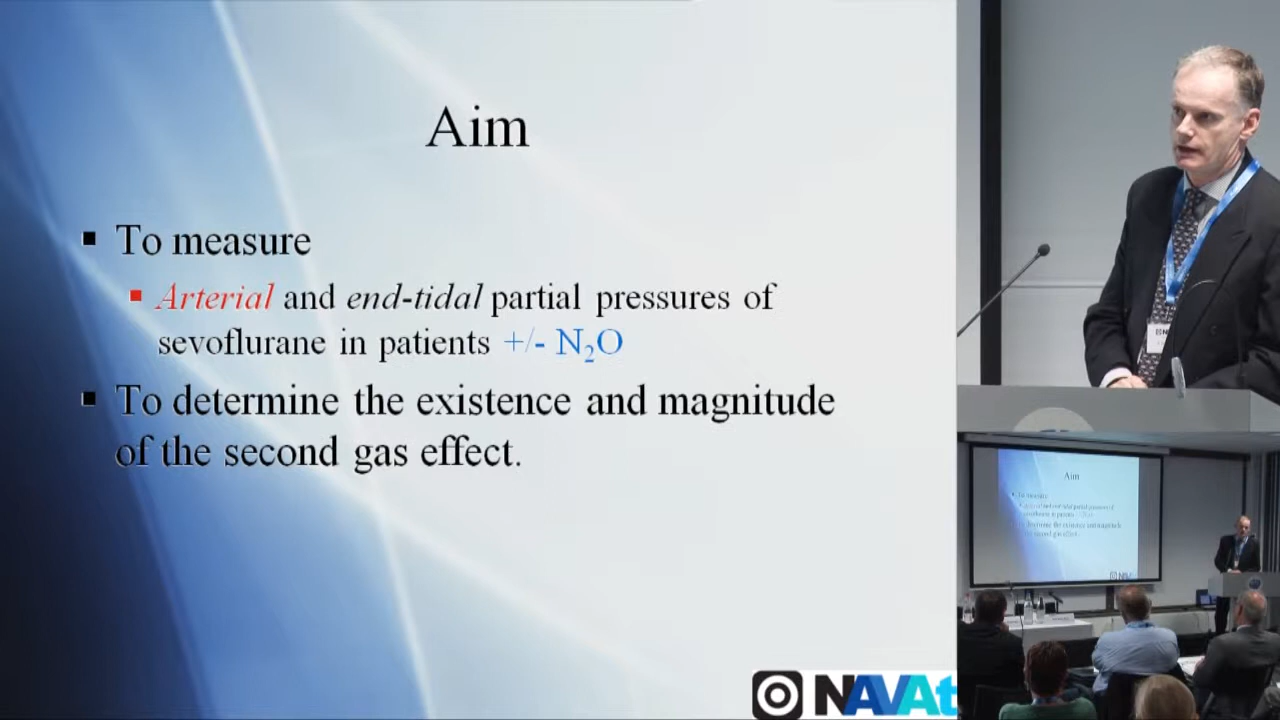 Aim
To measure
Arterial and end-tidal partial pressures of
sevoflurane in patients +/- N₂O
To determine the existence and magnitude
of the second gas effect.
NAVAt
Aim